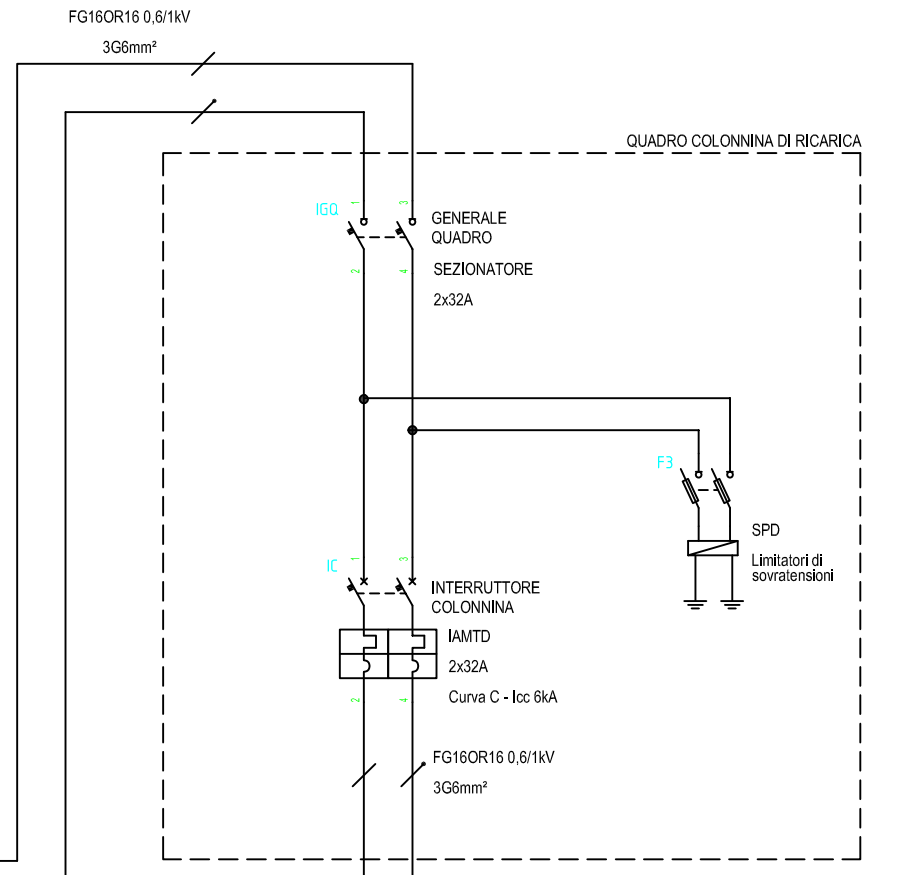 FG16OR16 0,6/1kV
3G6mm²
QUADRO COLONNINA DI RICARICA
1
3
IGQ
GENERALE
QUADRO
2
4
SEZIONATORE
2x32A
F3
SPD
Limitatori di
sovratensioni
1
3
IC
INTERRUTTORE
COLONNINA
IAMTD
2x32A
2
4
Curva C - Icc 6kA
FG16OR16 0,6/1kV
3G6mm²